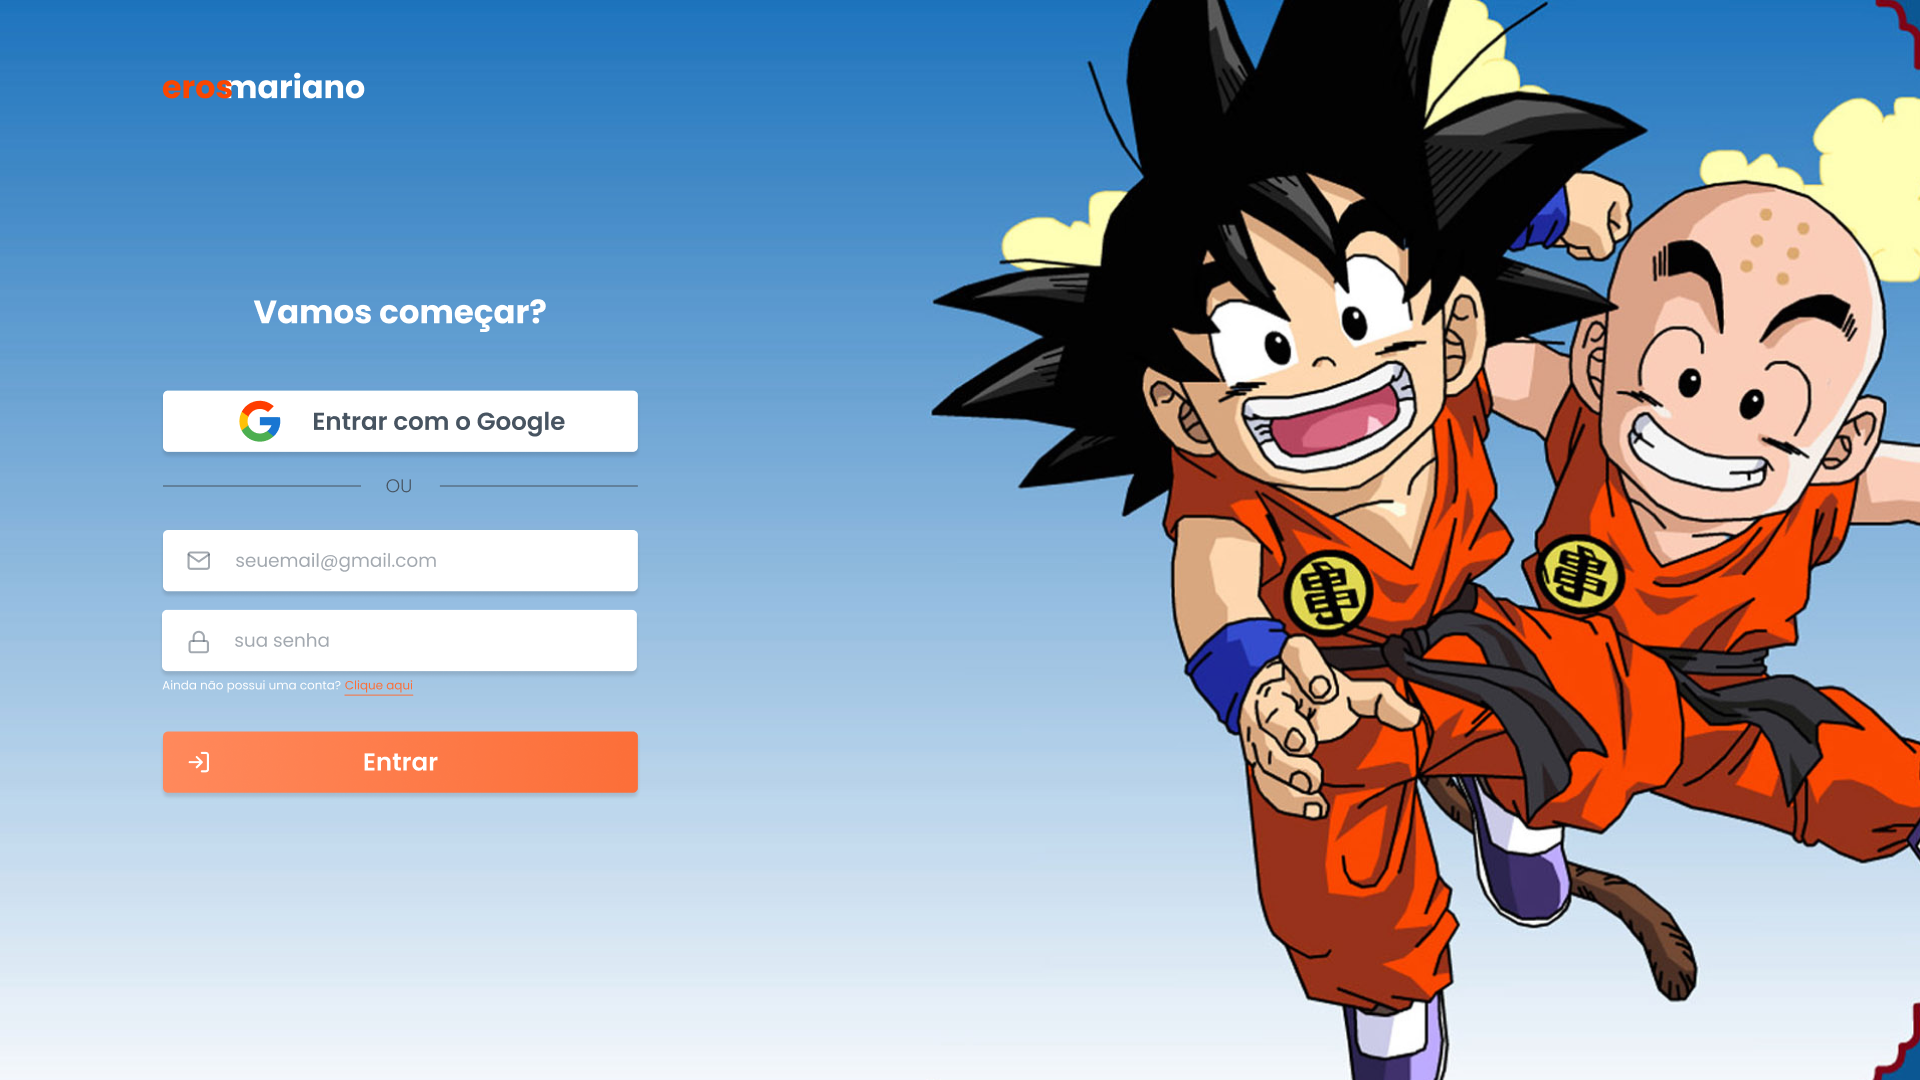 erosmariano
Vamos começar?
Entrar com o Google
OU
seuemail@gmail.com
sua senha
Ainda não possui uma conta? Clique aqui
Entrar
亀
亀